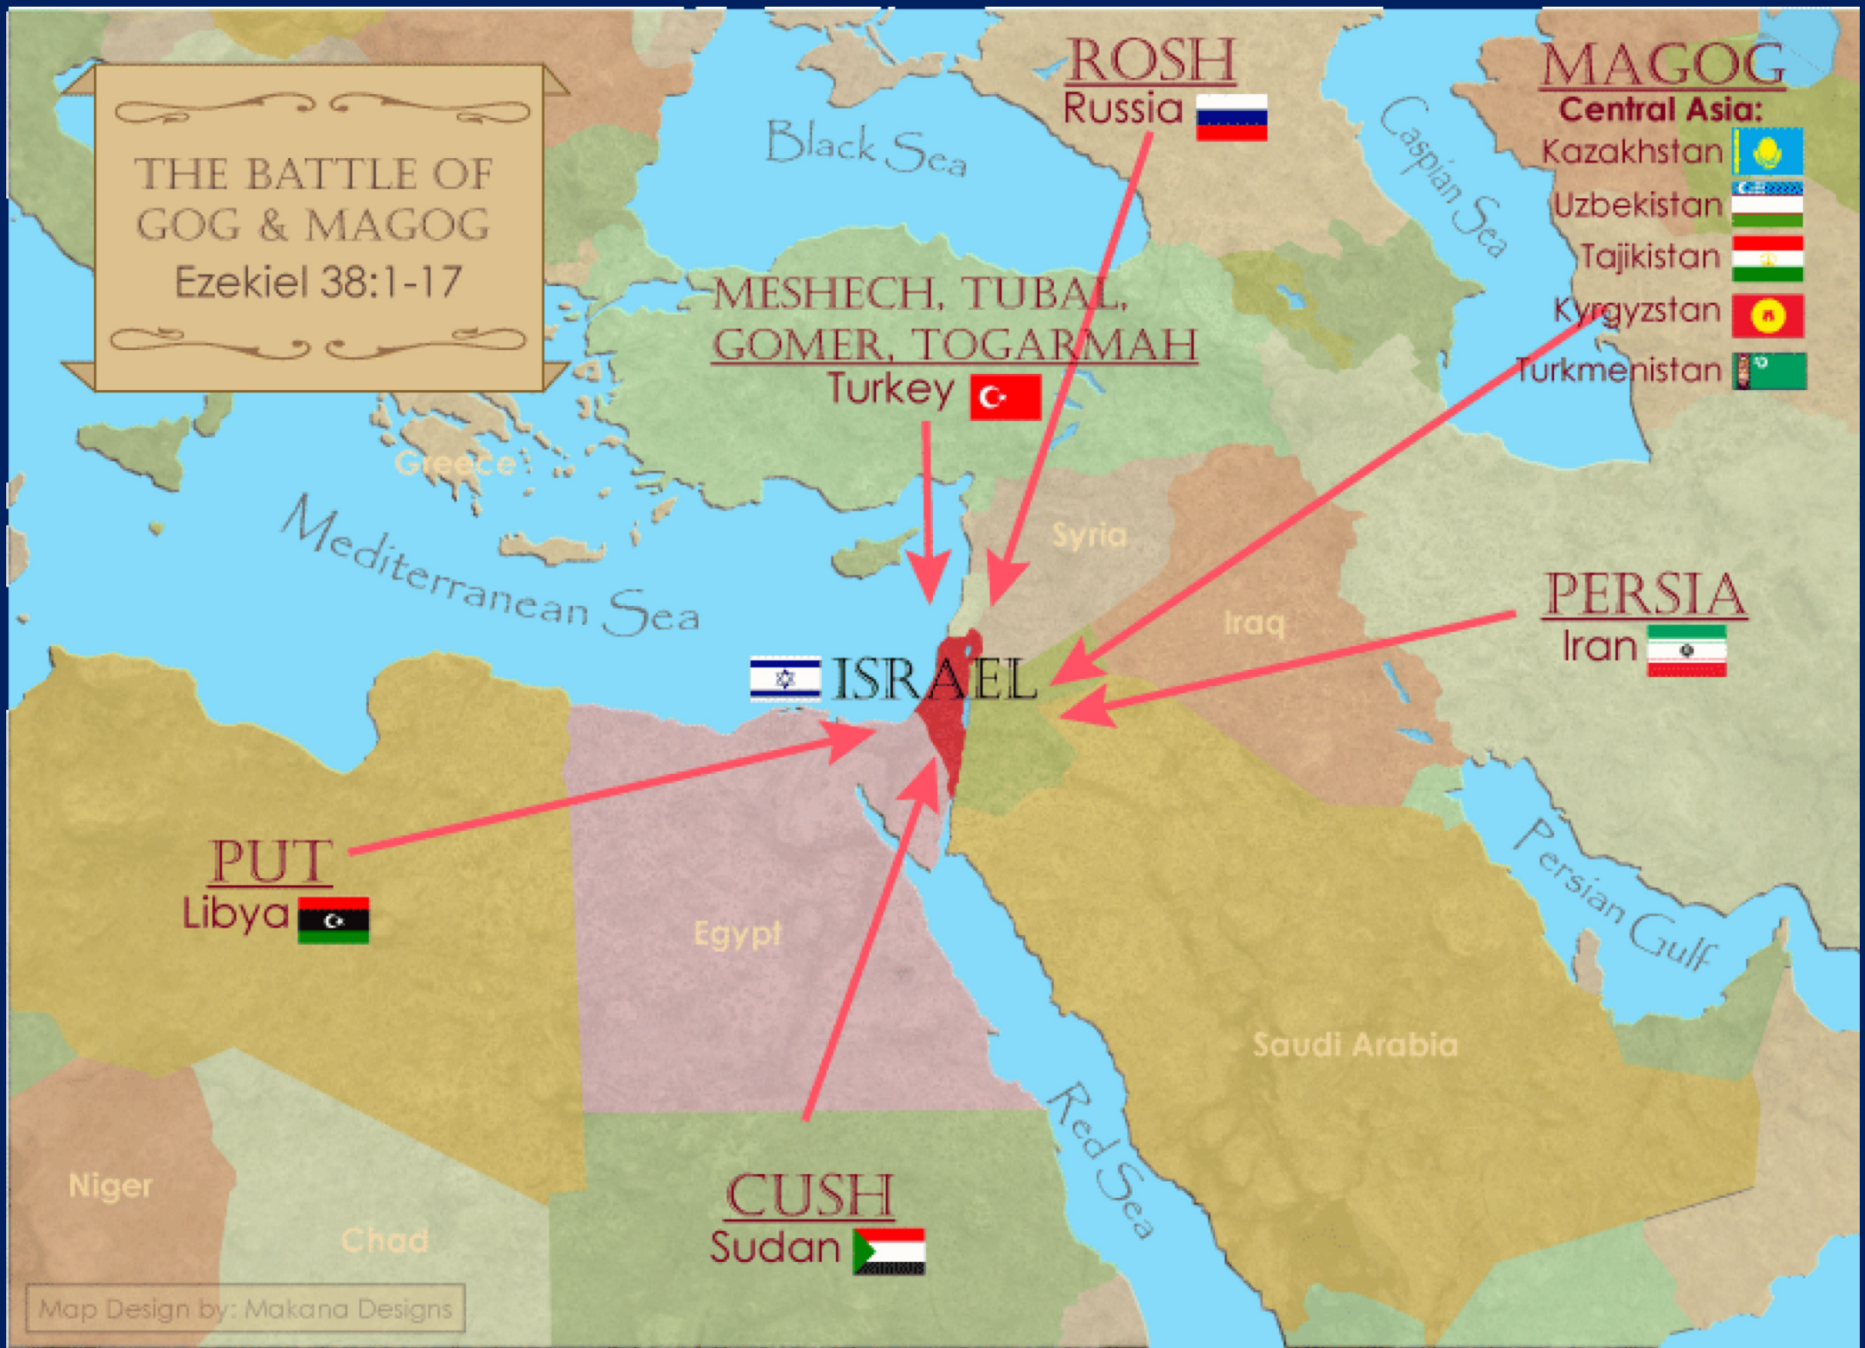 THE BATTLE OF
GOG & MAGOG
Ezekiel 38:1-17
ROSH
Russia
MAGOG
Central Asia:
Kazakhstan
Uzbekistan
Tajikistan
Kyrgyzstan
Turkmenistan
Black Sea
Caspian Sea
MESHECH, TUBAL,
GOMER, TOGARMAH
Turkey
Greece
Mediterranean Sea
Syria
Iraq
PERSIA
Iran
ISRAEL
PUT
Libya
Egypt
Persian Gulf
Saudi Arabia
Red Sea
Niger
Chad
CUSH
Sudan
Map Design by: Makana Designs